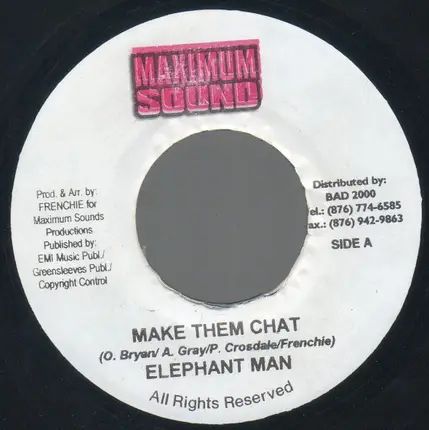 MAXIMUM
SOUND
Prod. & Arr. by:
FRENCHIE for
Maximum Sounds
Productions
Published by:
EMI Music Publ./
Greensleeves Publ./
Copyright Control
Distributed by:
BAD 2000
el.: (876) 774-6585
ax.: (876) 942-9863
SIDE A
MAKE THEM CHAT
(O. Bryan/ A. Gray/P. Crosdale/Frenchie)
ELEPHANT MAN
All Rights Reserved